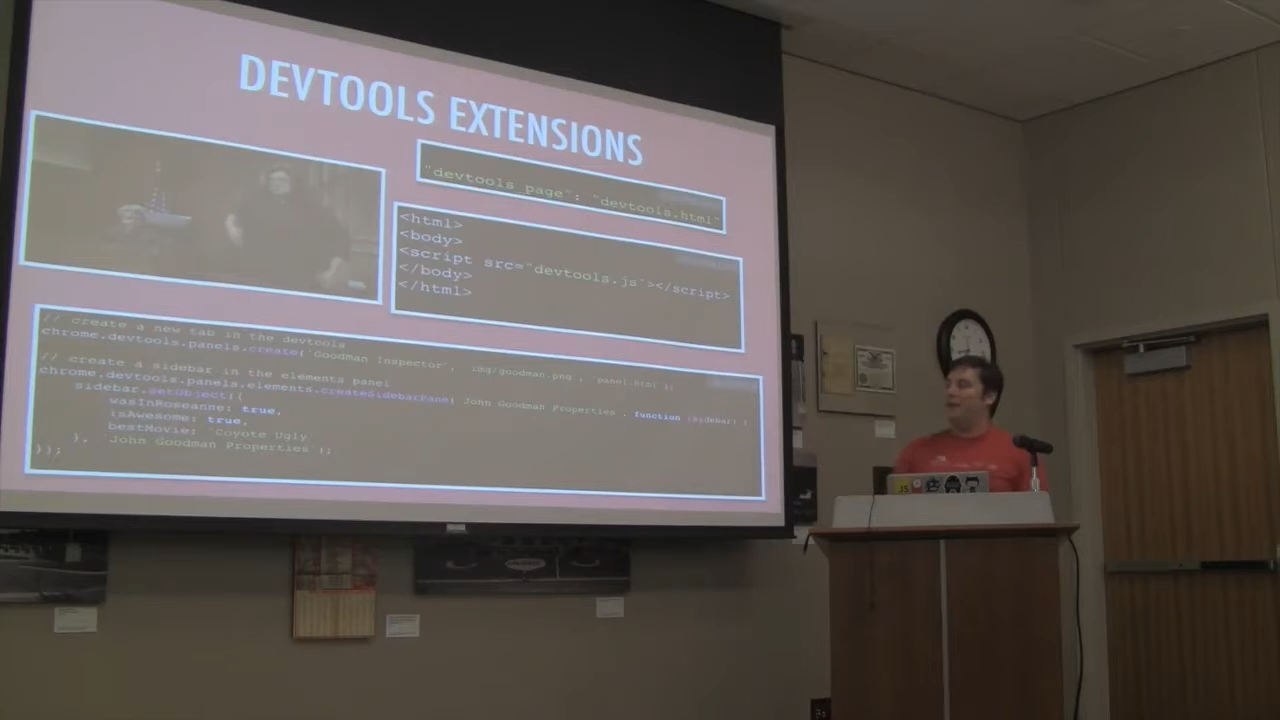 DEVTOOLS EXTENSIONS
"devtools_page": "devtools.html"
<html>
<body>
<script src="devtools.js"></script>
</body>
</html>
// create a new tab in the devtools
chrome.devtools.panels.create('Goodman Inspector', 'img/goodman.png', 'panel.html');
// create a sidebar in the elements panel
chrome.devtools.panels.elements.createSidebarPane('John Goodman Properties', function (sidebar) {
sidebar.setObject({
wasInRoseanne: true,
isAwesome: true,
bestMovie: 'Coyote Ugly'
}, 'John Goodman Properties');
});
JS